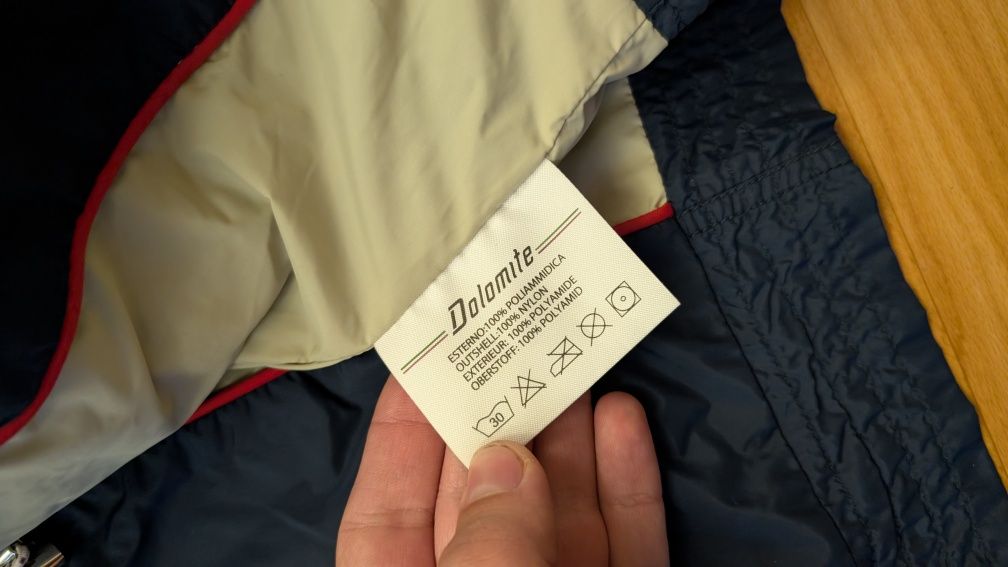 Dolomite
ESTERNO:100% POLIAMMIDICA
OUTSHELL:100% NYLON
EXTERIEUR: 100% POLYAMIDE
OBERSTOFF: 100% POLYAMID
30